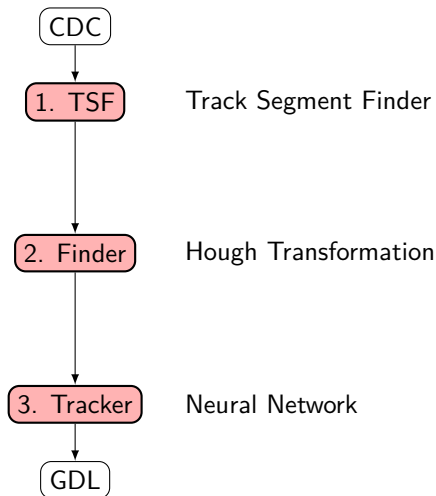 CDC
1. TSF Track Segment Finder
2. Finder Hough Transformation
3. Tracker Neural Network
GDL